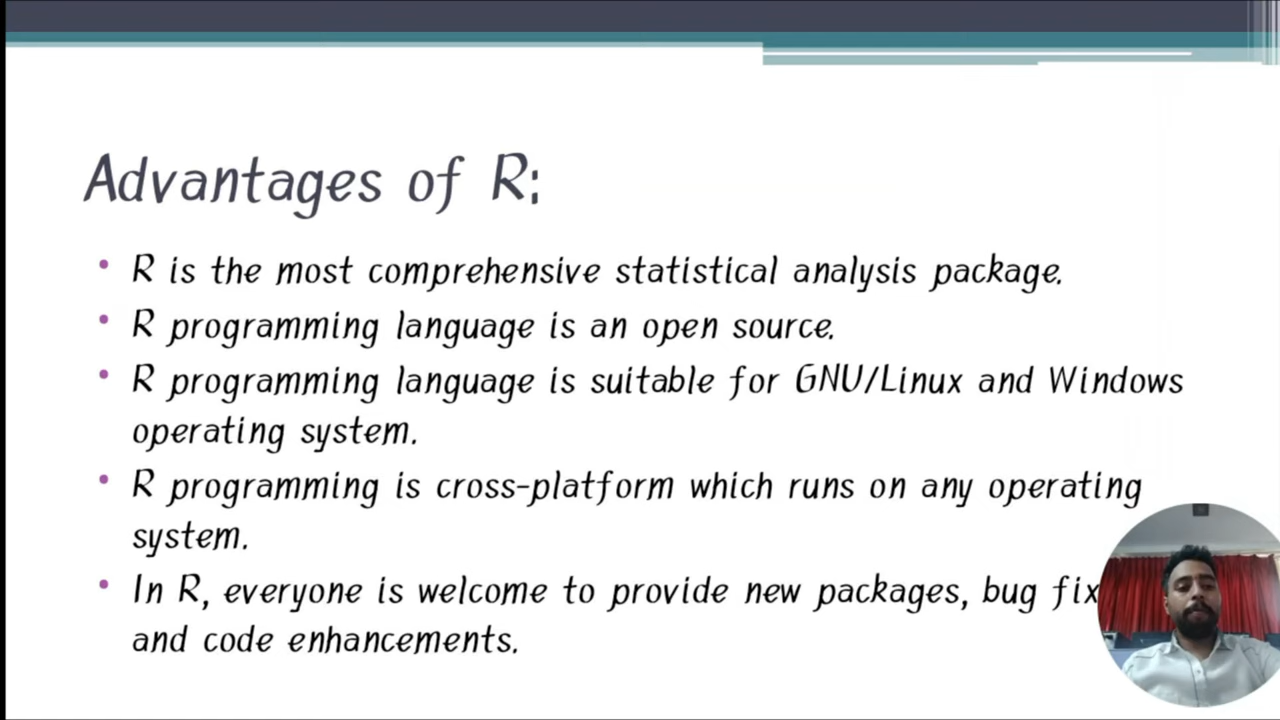 Advantages of R:
R is the most comprehensive statistical analysis package.
R programming language is an open source.
R programming language is suitable for GNU/Linux and Windows
operating system.
R programming is cross-platform which runs on any operating
system.
In R, everyone is welcome to provide new packages, bug fix
and code enhancements.